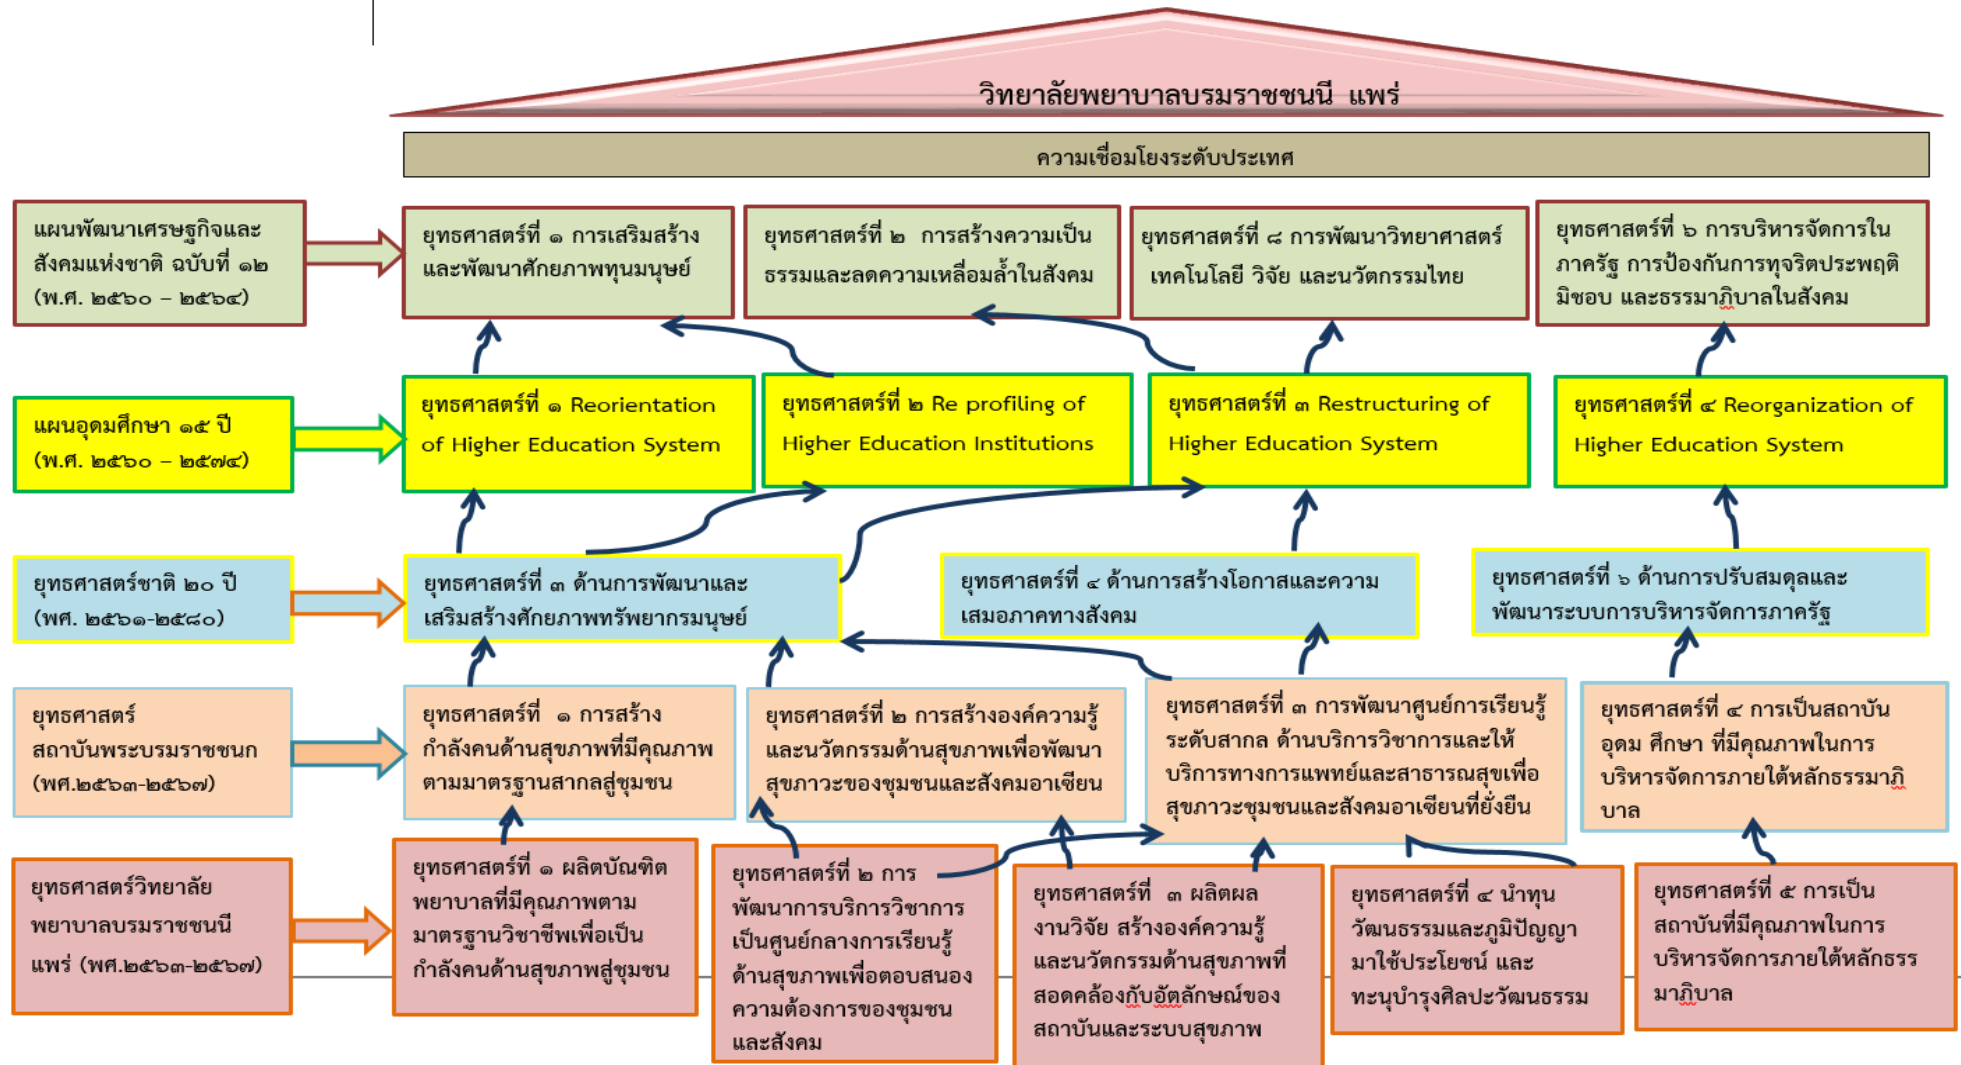 วิทยาลัยพยาบาลบรมราชชนนี แพร่
ความเชื่อมโยงระดับประเทศ
แผนพัฒนาเศรษฐกิจและ
สังคมแห่งชาติ ฉบับที่ ๑๒
(พ.ศ. ๒๕๖๐ – ๒๕๖๔)
ยุทธศาสตร์ที่ ๑ การเสริมสร้าง
และพัฒนาศักยภาพทุนมนุษย์
ยุทธศาสตร์ที่ ๒ การสร้างความเป็น
ธรรมและลดความเหลื่อมล้ำในสังคม
ยุทธศาสตร์ที่ ๘ การพัฒนาวิทยาศาสตร์
เทคโนโลยี วิจัย และนวัตกรรมไทย
ยุทธศาสตร์ที่ ๖ การบริหารจัดการใน
ภาครัฐ การป้องกันการทุจริตประพฤติ
มิชอบ และธรรมาภิบาลในสังคม
แผนอุดมศึกษา ๑๕ ปี
(พ.ศ. ๒๕๖๐ – ๒๕๗๔)
ยุทธศาสตร์ที่ ๑ Reorientation
of Higher Education System
ยุทธศาสตร์ที่ ๒ Re profiling of
Higher Education Institutions
ยุทธศาสตร์ที่ ๓ Restructuring of
Higher Education System
ยุทธศาสตร์ที่ ๔ Reorganization of
Higher Education System
ยุทธศาสตร์ชาติ ๒๐ ปี
(พศ. ๒๕๖๑-๒๕๘๐)
ยุทธศาสตร์ที่ ๓ ด้านการพัฒนาและ
เสริมสร้างศักยภาพทรัพยากรมนุษย์
ยุทธศาสตร์ที่ ๔ ด้านการสร้างโอกาสและความ
เสมอภาคทางสังคม
ยุทธศาสตร์ที่ ๖ ด้านการปรับสมดุลและ
พัฒนาระบบการบริหารจัดการภาครัฐ
ยุทธศาสตร์
สถาบันพระบรมราชชนก
(พศ.๒๕๖๓-๒๕๖๗)
ยุทธศาสตร์ที่ ๑ การสร้าง
กำลังคนด้านสุขภาพที่มีคุณภาพ
ตามมาตรฐานสากลสู่ชุมชน
ยุทธศาสตร์ที่ ๒ การสร้างองค์ความรู้
และนวัตกรรมด้านสุขภาพเพื่อพัฒนา
สุขภาวะของชุมชนและสังคมอาเซียน
ยุทธศาสตร์ที่ ๓ การพัฒนาศูนย์การเรียนรู้
ระดับสากล ด้านบริการวิชาการและให้
บริการทางการแพทย์และสาธารณสุขเพื่อ
สุขภาวะชุมชนและสังคมอาเซียนที่ยั่งยืน
ยุทธศาสตร์ที่ ๔ การเป็นสถาบัน
อุดม ศึกษา ที่มีคุณภาพในการ
บริหารจัดการภายใต้หลักธรรมาภิ
บาล
ยุทธศาสตร์วิทยาลัย
พยาบาลบรมราชชนนี
แพร่ (พศ.๒๕๖๓-๒๕๖๗)
ยุทธศาสตร์ที่ ๑ ผลิตบัณฑิต
พยาบาลที่มีคุณภาพตาม
มาตรฐานวิชาชีพเพื่อเป็น
กำลังคนด้านสุขภาพสู่ชุมชน
ยุทธศาสตร์ที่ ๒ การ
พัฒนาการบริการวิชาการ
เป็นศูนย์กลางการเรียนรู้
ด้านสุขภาพเพื่อตอบสนอง
ความต้องการของชุมชน
และสังคม
ยุทธศาสตร์ที่ ๓ ผลิตผล
งานวิจัย สร้างองค์ความรู้
และนวัตกรรมด้านสุขภาพที่
สอดคล้องกับอัตลักษณ์ของ
สถาบันและระบบสุขภาพ
ยุทธศาสตร์ที่ ๔ นำทุน
วัฒนธรรมและภูมิปัญญา
มาใช้ประโยชน์ และ
ทะนุบำรุงศิลปะวัฒนธรรม
ยุทธศาสตร์ที่ ๕ การเป็น
สถาบันที่มีคุณภาพในการ
บริหารจัดการภายใต้หลักธรร
มาภิบาล